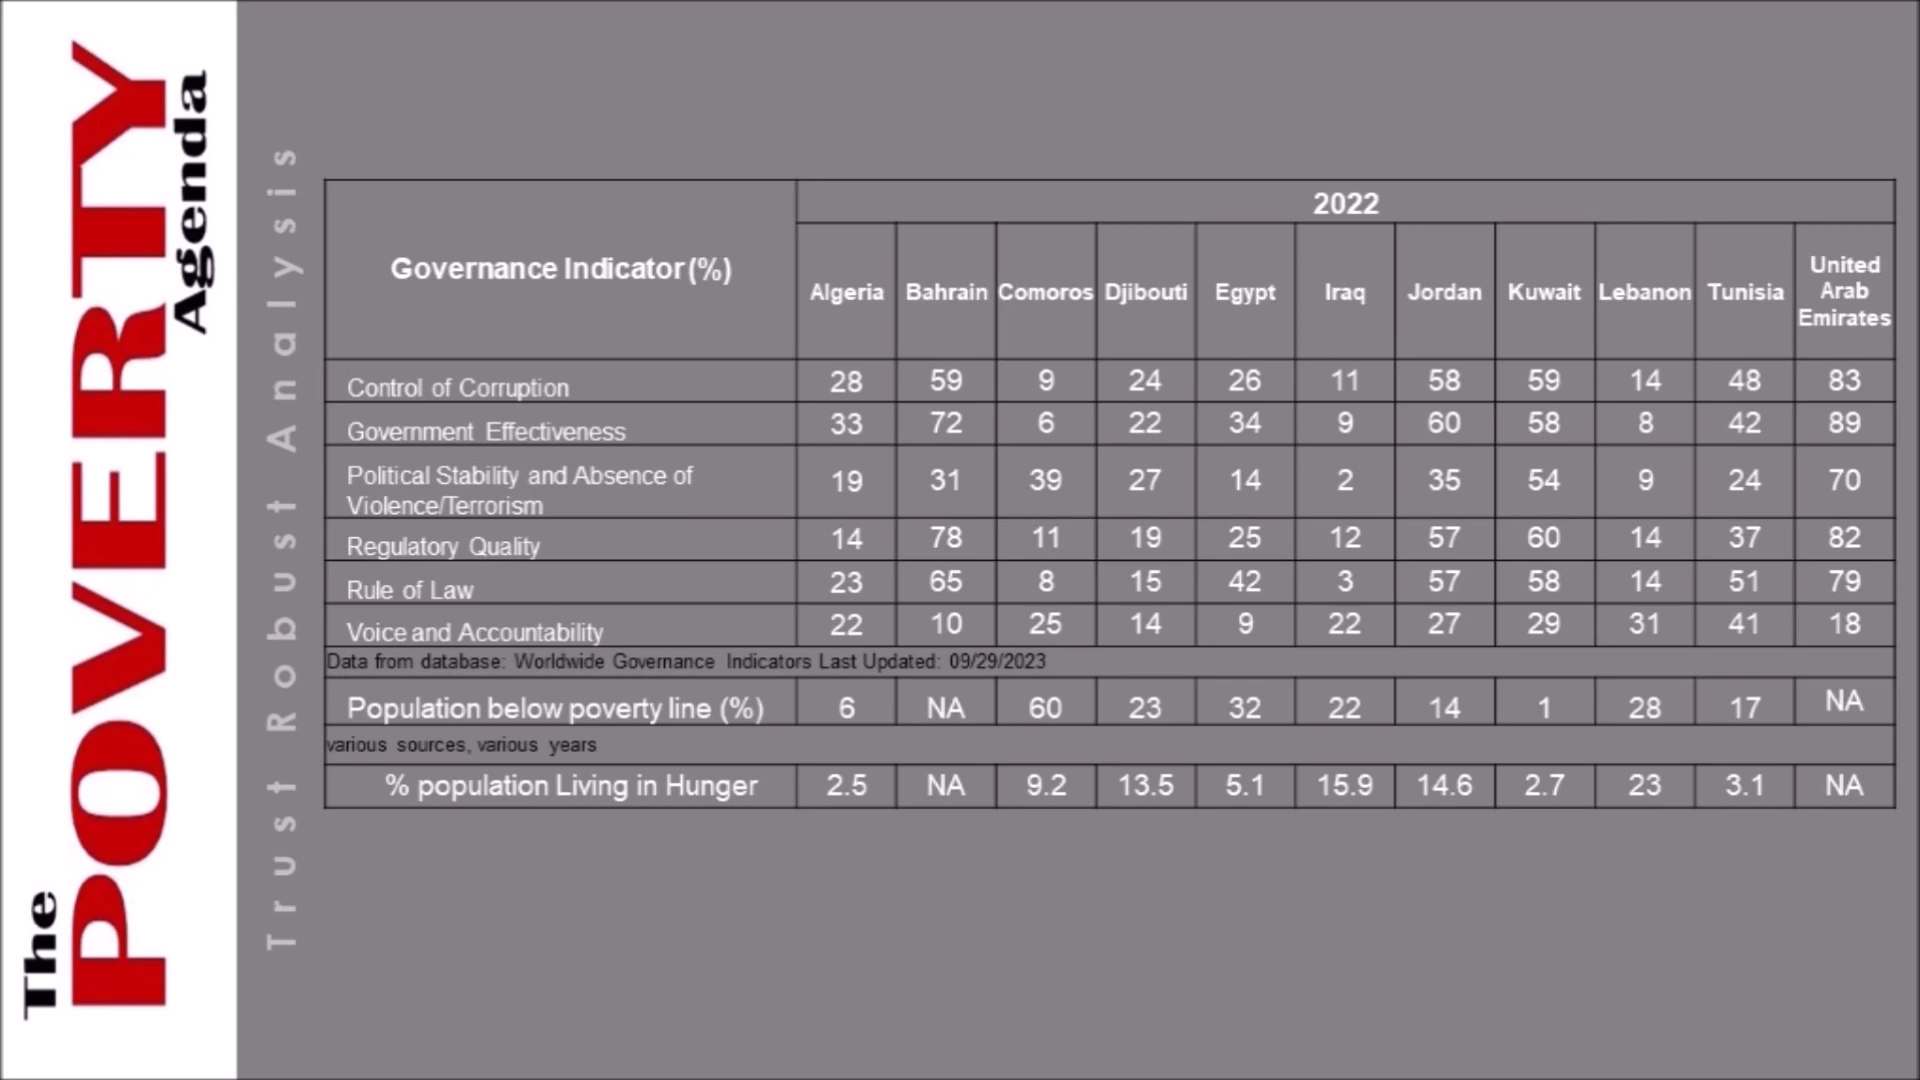 The
POVERTY
Agenda
Trust Robust Analysis
Governance Indicator (%)
2022
Algeria Bahrain Comoros Djibouti Egypt Iraq Jordan Kuwait Lebanon Tunisia United Arab Emirates
Control of Corruption 28 59 9 24 26 11 58 59 14 48 83
Government Effectiveness 33 72 6 22 34 9 60 58 8 42 89
Political Stability and Absence of
Violence/Terrorism 19 31 39 27 14 2 35 54 9 24 70
Regulatory Quality 14 78 11 19 25 12 57 60 14 37 82
Rule of Law 23 65 8 15 42 3 57 58 14 51 79
Voice and Accountability 22 10 25 14 9 22 27 29 31 41 18
Data from database: Worldwide Governance Indicators Last Updated: 09/29/2023
Population below poverty line (%) 6 NA 60 23 32 22 14 1 28 17 NA
various sources, various years
% population Living in Hunger 2.5 NA 9.2 13.5 5.1 15.9 14.6 2.7 23 3.1 NA